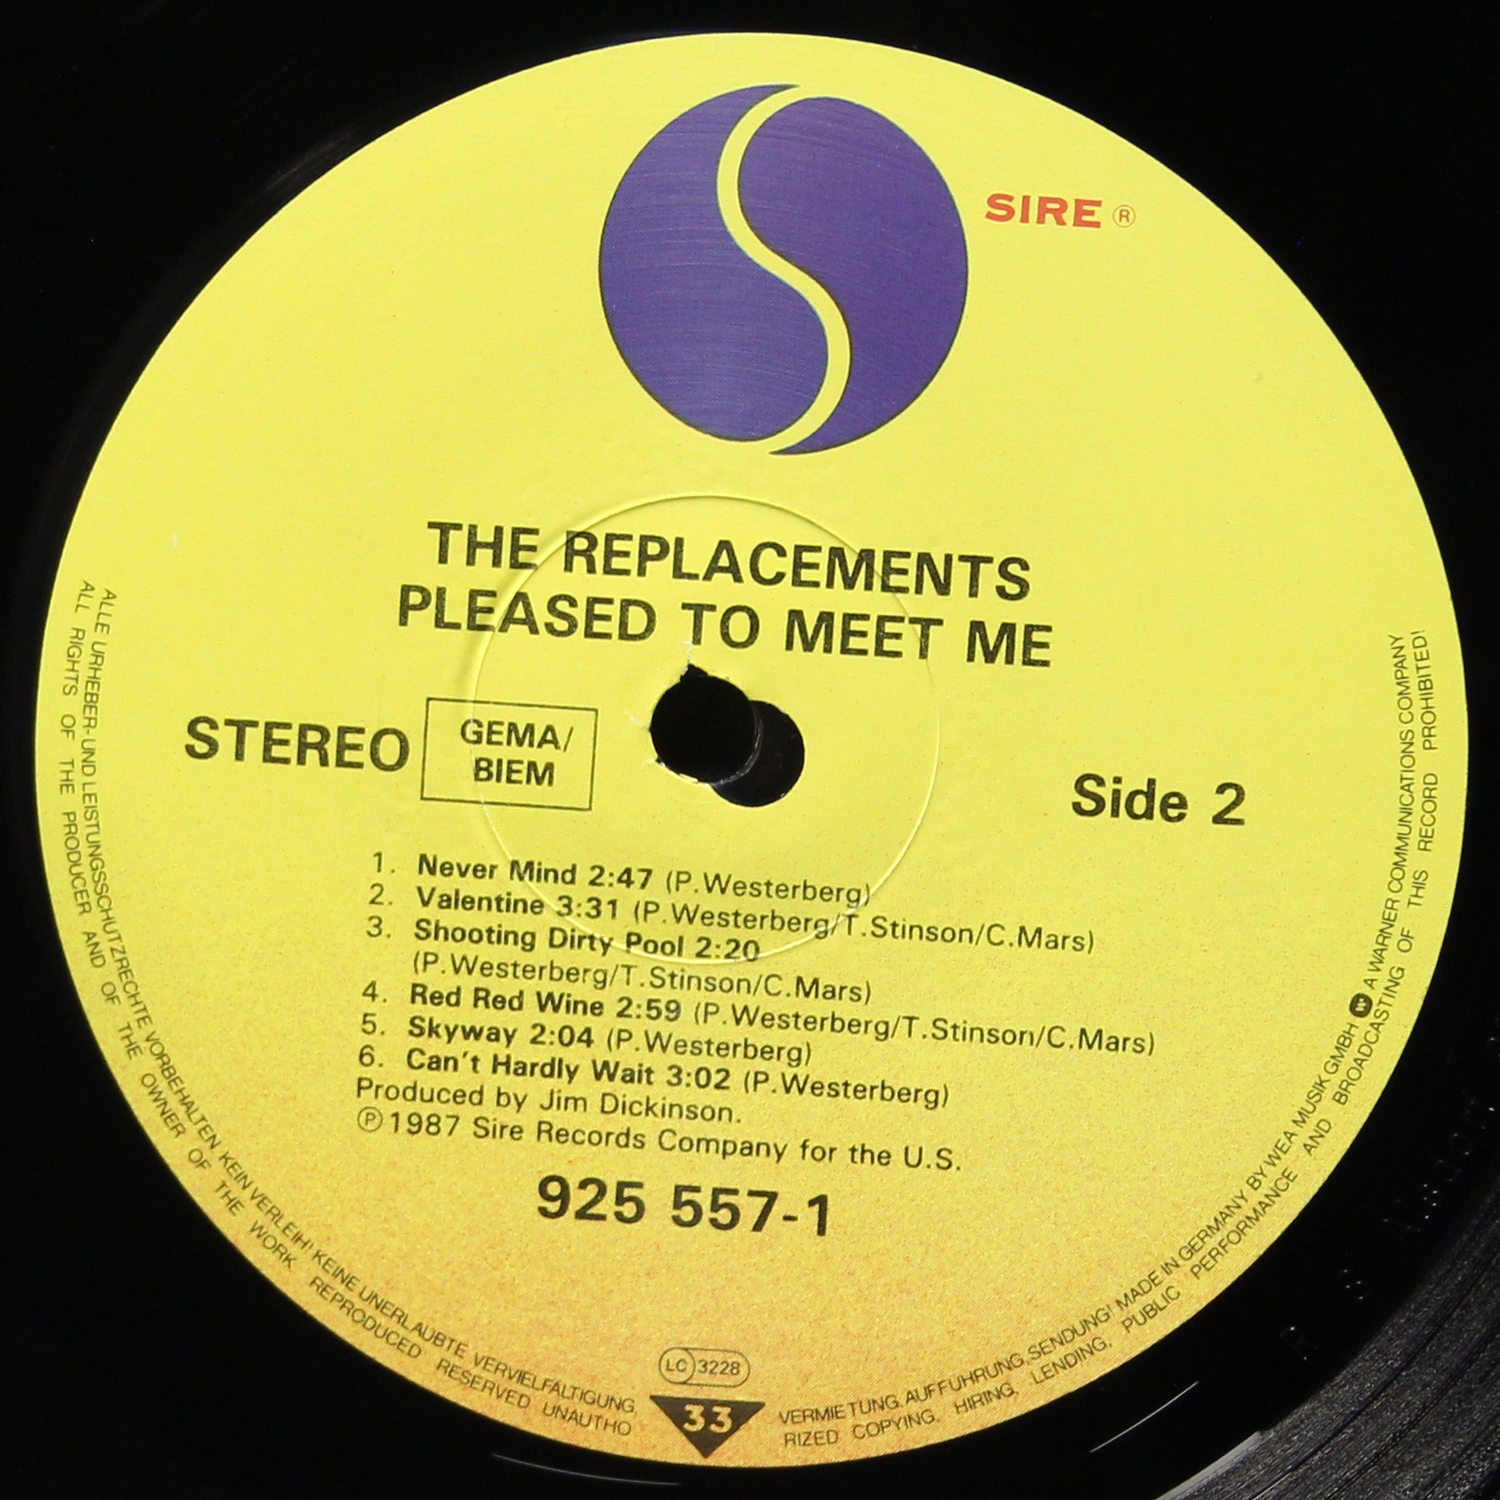 SIRE ®
THE REPLACEMENTS
PLEASED TO MEET ME
STEREO
GEMA/
BIEM
Side 2
1. Never Mind 2:47 (P.Westerberg)
2. Valentine 3:31 (P.Westerberg/T.Stinson/C.Mars)
3. Shooting Dirty Pool 2:20
(P.Westerberg/T.Stinson/C.Mars)
4. Red Red Wine 2:59 (P.Westerberg/T.Stinson/C.Mars)
5. Skyway 2:04 (P.Westerberg)
6. Can't Hardly Wait 3:02 (P.Westerberg)
Produced by Jim Dickinson.
℗1987 Sire Records Company for the U.S.
925 557-1
LC 3228
33
ALLE URHEBER- UND LEISTUNGSSCHUTZRECHTE VORBEHALTEN KEIN VERLEIH! KEINE UNERLAUBTE VERVIELFÄLTIGUNG, VERMIETUNG, AUFFÜHRUNG, SENDUNG! MADE IN GERMANY BY WEA MUSIK GMBH W A WARNER COMMUNICATIONS COMPANY
ALL RIGHTS OF THE PRODUCER AND OF THE OWNER OF THE WORK REPRODUCED RESERVED UNAUTHORIZED COPYING, HIRING, LENDING, PUBLIC PERFORMANCE AND BROADCASTING OF THIS RECORD PROHIBITED!